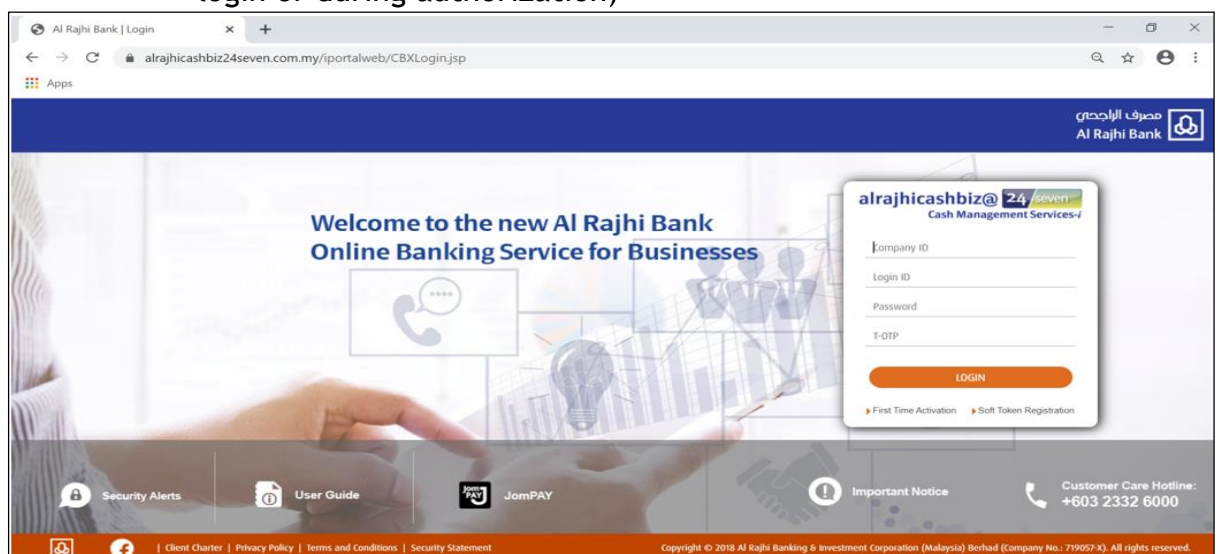 login or during authorization)
Al Rajhi Bank | Login
alrajhicashbiz24seven.com.my/iportalweb/CBXLogin.jsp
Apps
مصرف الراجحي
Al Rajhi Bank
Welcome to the new Al Rajhi Bank
Online Banking Service for Businesses
alrajhicashbiz@ 24 seven
Cash Management Services-i
Company ID
Login ID
Password
T-OTP
LOGIN
First Time Activation Soft Token Registration
Security Alerts
User Guide
Jom PAY
JomPAY
Important Notice
Customer Care Hotline:
+603 2332 6000
| Client Charter | Privacy Policy | Terms and Conditions | Security Statement
Copyright © 2018 Al Rajhi Banking & Investment Corporation (Malaysia) Berhad (Company No.: 719057-X). All rights reserved.